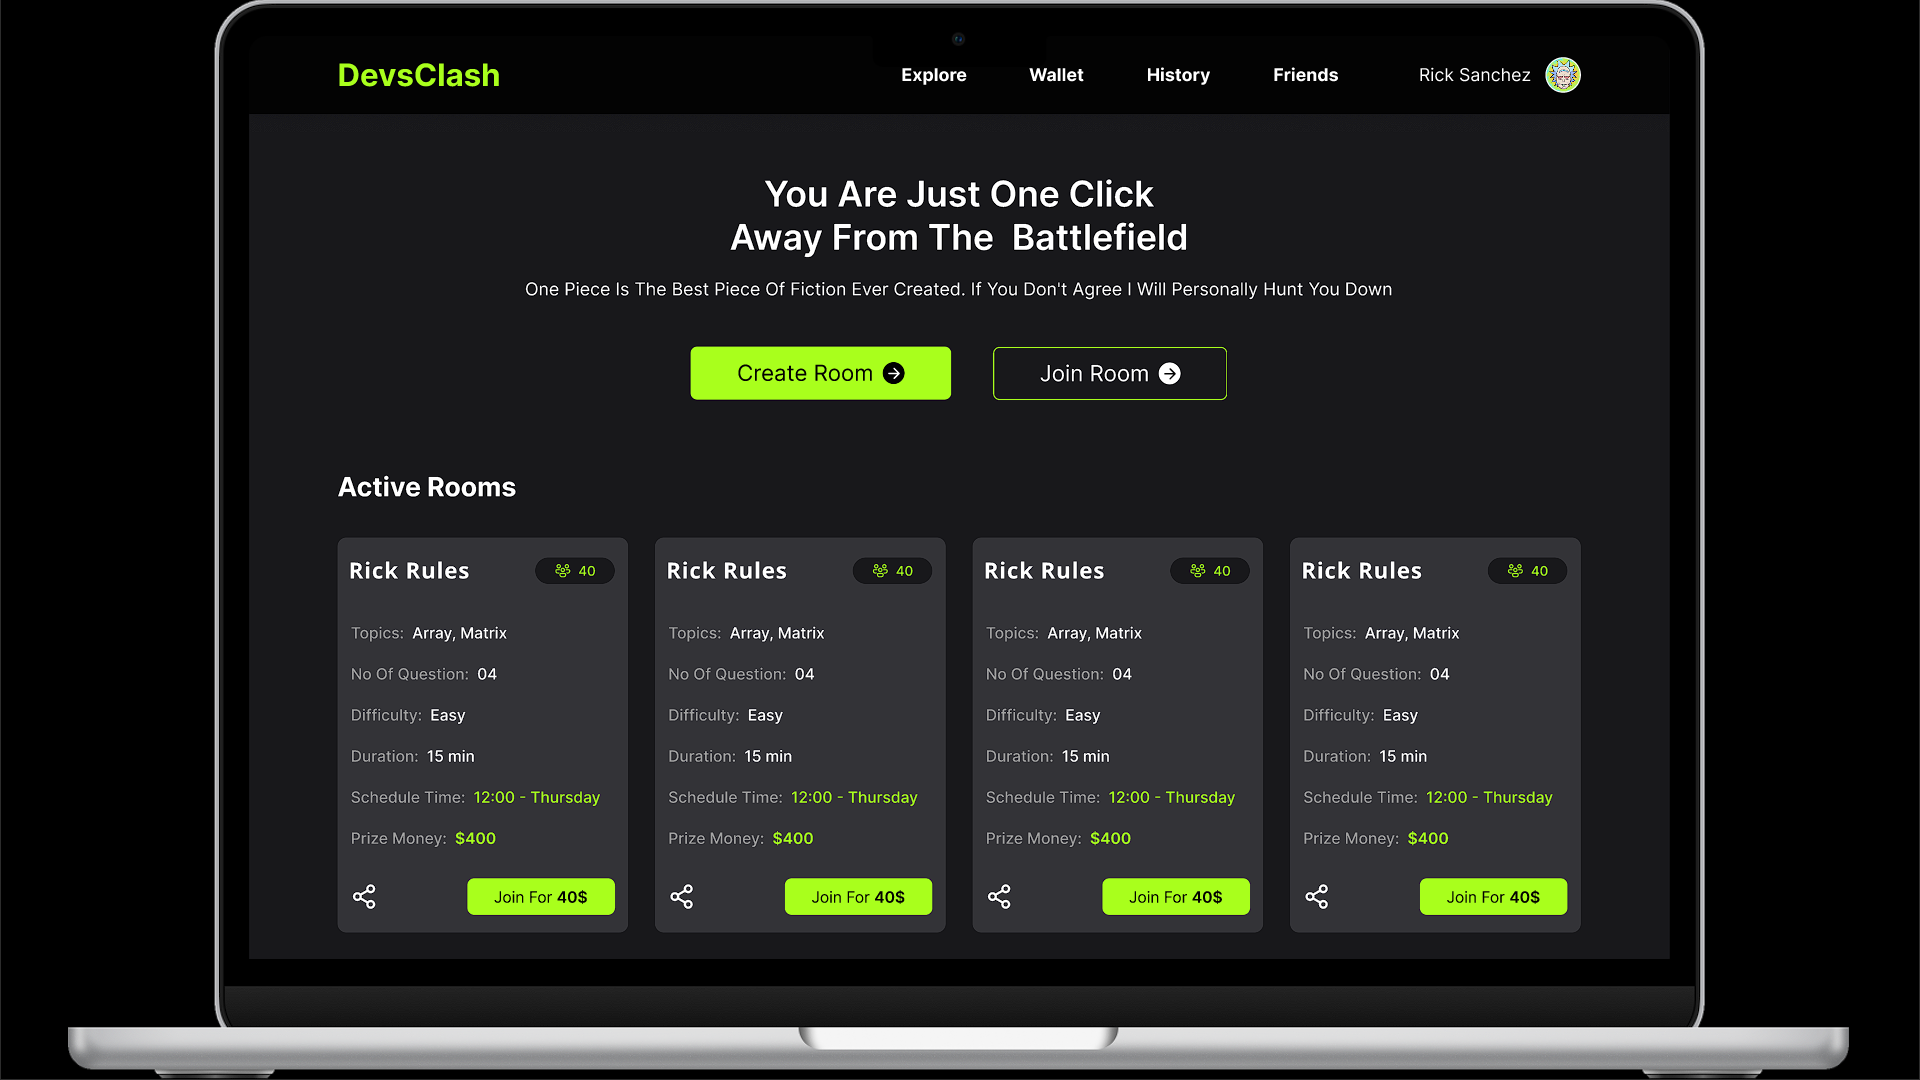 DevsClash
Explore Wallet History Friends Rick Sanchez
You Are Just One Click
Away From The Battlefield
One Piece Is The Best Piece Of Fiction Ever Created. If You Don't Agree I Will Personally Hunt You Down
Create Room
Join Room
Active Rooms
Rick Rules 40
Topics: Array, Matrix
No Of Question: 04
Difficulty: Easy
Duration: 15 min
Schedule Time: 12:00 - Thursday
Prize Money: $400
Join For 40$
Rick Rules 40
Topics: Array, Matrix
No Of Question: 04
Difficulty: Easy
Duration: 15 min
Schedule Time: 12:00 - Thursday
Prize Money: $400
Join For 40$
Rick Rules 40
Topics: Array, Matrix
No Of Question: 04
Difficulty: Easy
Duration: 15 min
Schedule Time: 12:00 - Thursday
Prize Money: $400
Join For 40$
Rick Rules 40
Topics: Array, Matrix
No Of Question: 04
Difficulty: Easy
Duration: 15 min
Schedule Time: 12:00 - Thursday
Prize Money: $400
Join For 40$